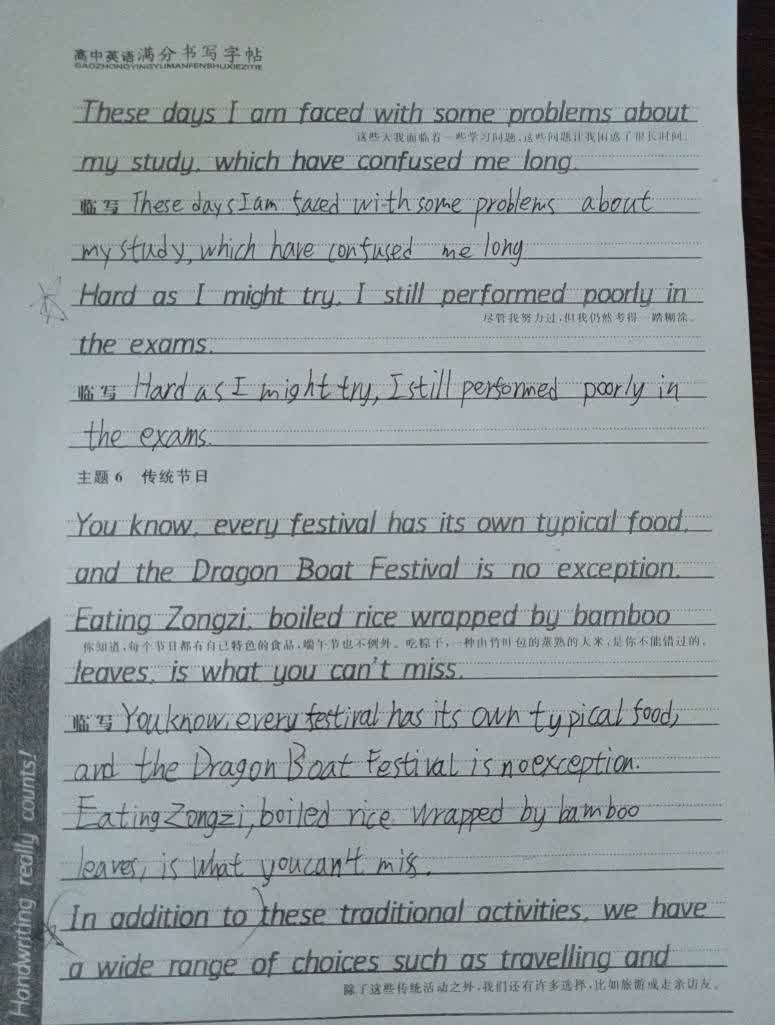 高中英语满分书写字帖
GAOZHONGYINGYUMANFENSHUXIEZITIE
These days I am faced with some problems about
这些天我面临着一些学习问题,这些问题让我困惑了很长时间。
my study, which have confused me long.
临写 These days I am faced with some problems about
my study, which have confused me long
Hard as I might try, I still performed poorly in
尽管我努力过,但我仍然考得一踏糊涂。
the exams.
临写 Hard as I might try, I still performed poorly in
the exams.
主题 6 传统节日
You know, every festival has its own typical food,
and the Dragon Boat Festival is no exception.
Eating Zongzi, boiled rice wrapped by bamboo
你知道,每个节日都有自己特色的食品,端午节也不例外。吃粽子,一种由竹叶包的蒸熟的大米,是你不能错过的。
leaves, is what you can't miss.
临写 You know, every festival has its own typical food,
and the Dragon Boat Festival is no exception.
Eating Zongzi, boiled rice wrapped by bamboo
leaves, is what you can't miss.
In addition to these traditional activities, we have
a wide range of choices such as travelling and
除了这些传统活动之外,我们还有许多选择,比如旅游或走亲访友。
Handwriting really counts!